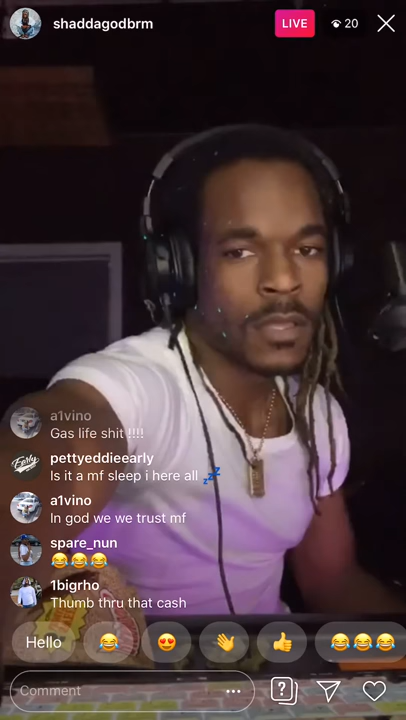 shaddagodbrm
LIVE
20
a1vino
Gas life shit !!!!
pettyeddieearly
Is it a mf sleep i here all 💤
a1vino
In god we we trust mf
spare_nun
😂😂😂
1bigrho
Thumb thru that cash
Hello 😂 😍 👋 👍 😂😂😂
Comment